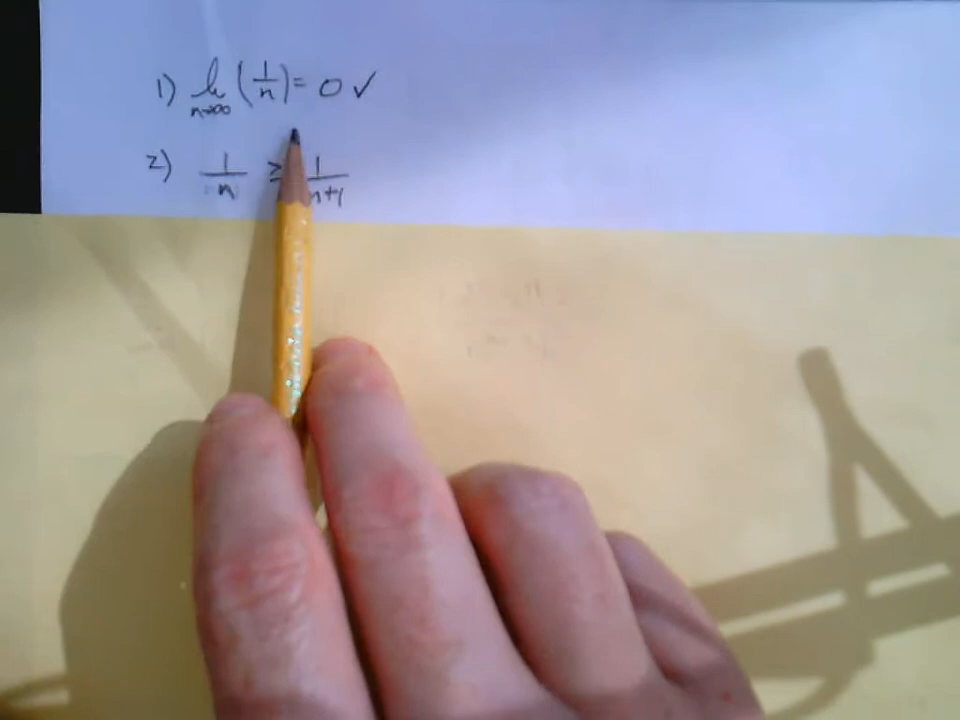 1) lim n→∞ (1/n) = 0 ✓
2) 1/n ≥ 1/n+1